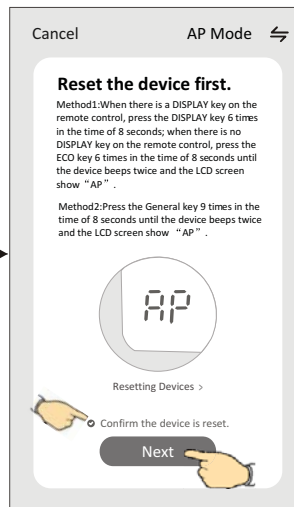 Cancel AP Mode
Reset the device first.
Method1:When there is a DISPLAY key on the
remote control, press the DISPLAY key 6 times
in the time of 8 seconds; when there is no
DISPLAY key on the remote control, press the
ECO key 6 times in the time of 8 seconds until
the device beeps twice and the LCD screen
show “AP”.
Method2:Press the General key 9 times in the
time of 8 seconds until the device beeps twice
and the LCD screen show “AP”.
AP
Resetting Devices >
Confirm the device is reset.
Next